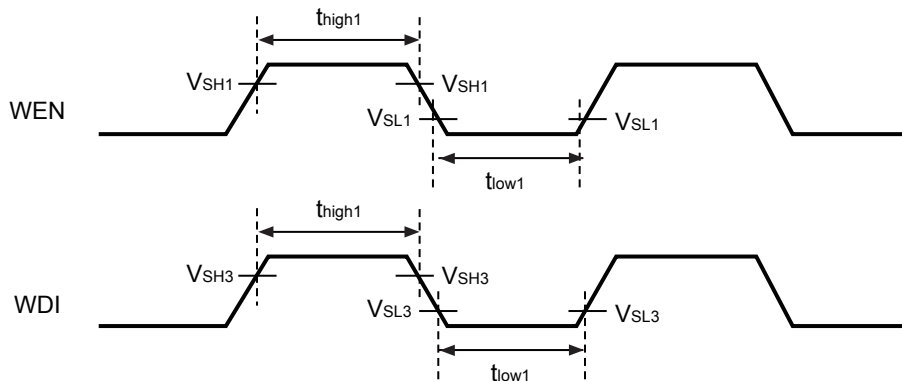 thigh1
VSH1 VSH1
WEN
VSL1 VSL1
tlow1
thigh1
VSH3 VSH3
WDI
VSL3 VSL3
tlow1